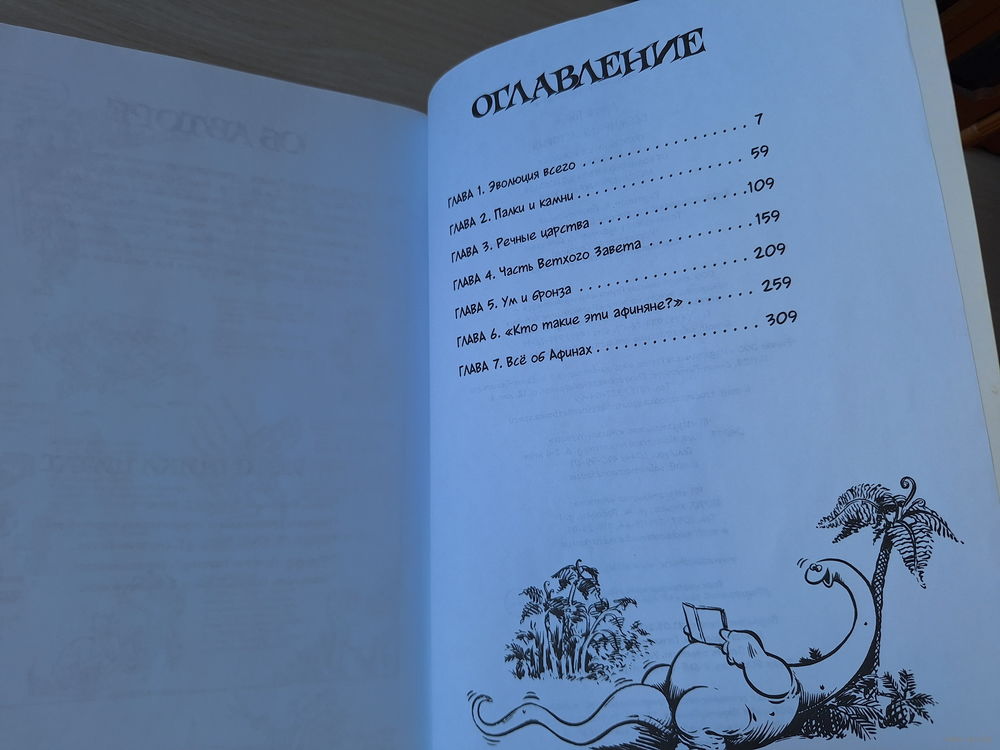 ОГЛАВЛЕНИЕ
ГЛАВА 1. Эволюция всего . . . . . . . . . . . . . . . . . 7
ГЛАВА 2. Палки и камни . . . . . . . . . . . . . . . . . 59
ГЛАВА 3. Речные царства . . . . . . . . . . . . . . . 109
ГЛАВА 4. Часть Ветхого Завета . . . . . . . . . . . 159
ГЛАВА 5. Ум и бронза . . . . . . . . . . . . . . . . . 209
ГЛАВА 6. «Кто такие эти афиняне?» . . . . . . . 259
ГЛАВА 7. Всё об Афинах . . . . . . . . . . . . . . . . 309